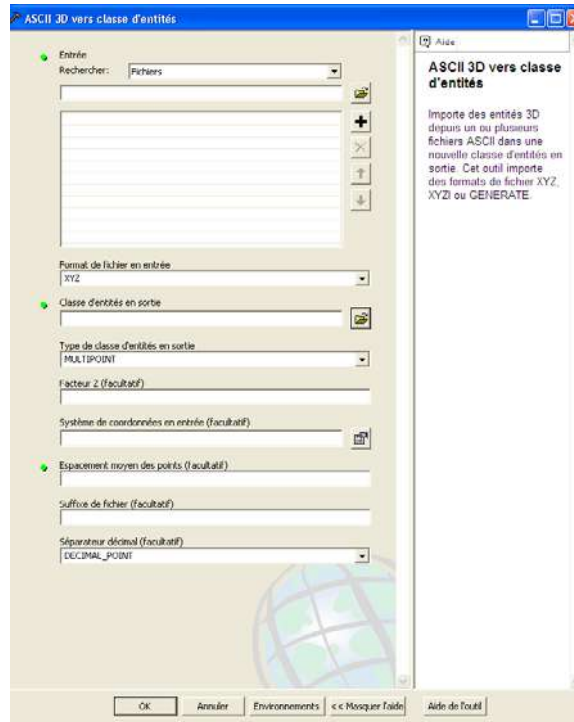 ASCII 3D vers classe d'entités
Entrée
Rechercher: Fichiers
Format de fichier en entrée
XYZ
Classe d'entités en sortie
Type de classe d'entités en sortie
MULTIPOINT
Facteur Z (facultatif)
Système de coordonnées en entrée (facultatif)
Espacement moyen des points (facultatif)
Suffixe de fichier (facultatif)
Séparateur décimal (facultatif)
DECIMAL_POINT
OK
Annuler
Environnements
<< Masquer l'aide
Aide
ASCII 3D vers classe
d'entités
Importe des entités 3D
depuis un ou plusieurs
fichiers ASCII dans une
nouvelle classe d'entités en
sortie. Cet outil importe
des formats de fichier XYZ,
XYZI ou GENERATE.
Aide de l'outil